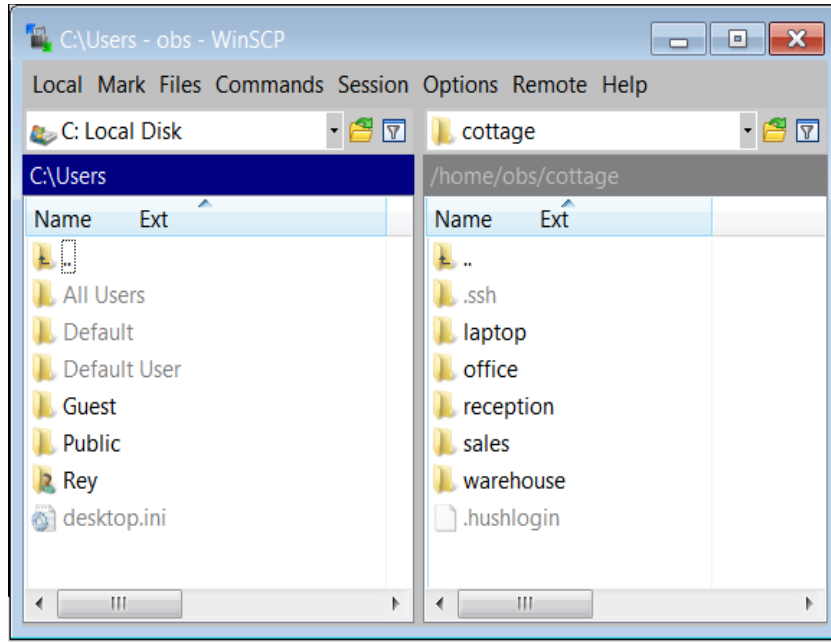 C:\Users - obs - WinSCP
Local Mark Files Commands Session Options Remote Help
C: Local Disk
cottage
C:\Users
/home/obs/cottage
Name Ext
Name Ext
..
All Users
Default
Default User
Guest
Public
Rey
desktop.ini
..
.ssh
laptop
office
reception
sales
warehouse
.hushlogin